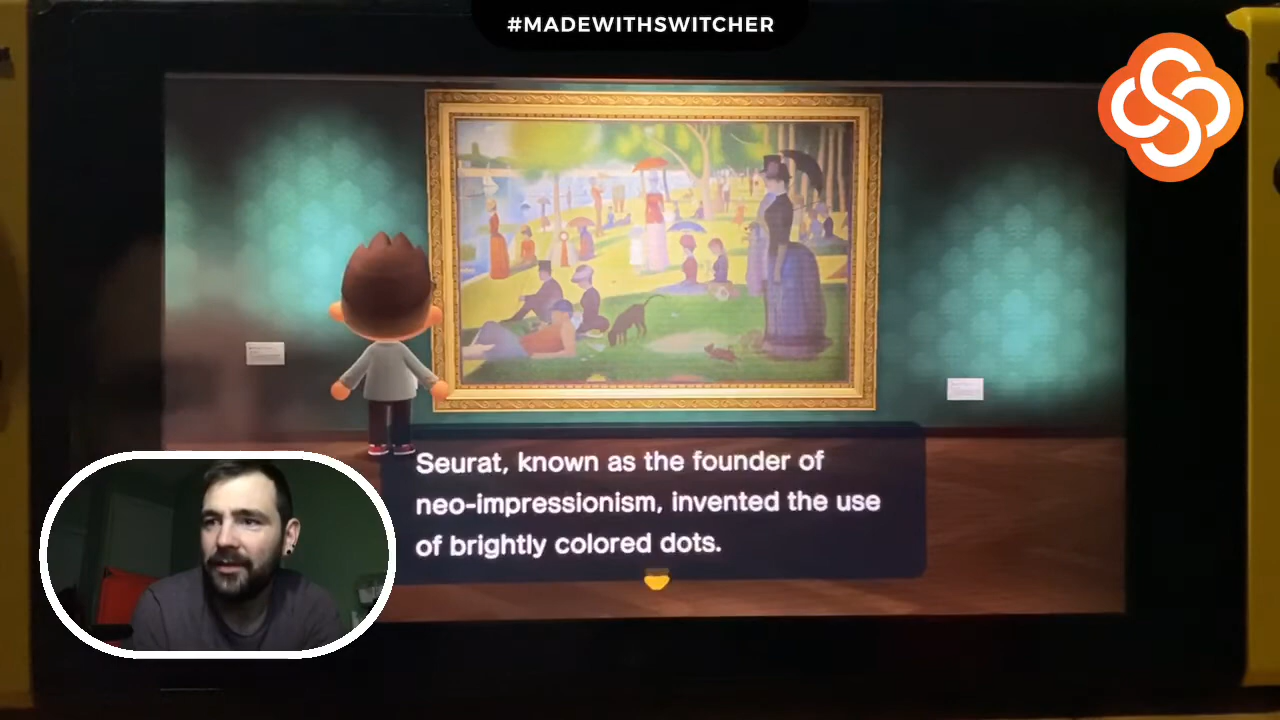 #MADEWITHSWITCHER
Seurat, known as the founder of
neo-impressionism, invented the use
of brightly colored dots.